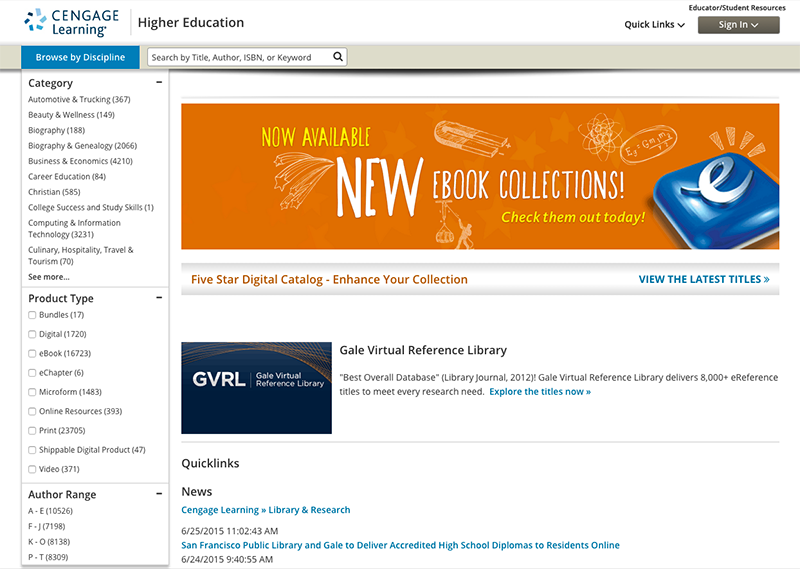 CENGAGE
Learning®
Higher Education
Educator/Student Resources
Quick Links
Sign In
Browse by Discipline
Search by Title, Author, ISBN, or Keyword
Category
Automotive & Trucking (367)
Beauty & Wellness (149)
Biography (188)
Biography & Genealogy (2066)
Business & Economics (4210)
Career Education (84)
Christian (585)
College Success and Study Skills (1)
Computing & Information
Technology (3231)
Culinary, Hospitality, Travel &
Tourism (70)
See more...
Product Type
Bundles (17)
Digital (1720)
eBook (16723)
eChapter (6)
Microform (1483)
Online Resources (393)
Print (23705)
Shippable Digital Product (47)
Video (371)
Author Range
A - E (10526)
F - J (7198)
K - O (8138)
P - T (8309)
NOW AVAILABLE
NEW EBOOK COLLECTIONS!
Check them out today!
e
Five Star Digital Catalog - Enhance Your Collection
VIEW THE LATEST TITLES »
GVRL | Gale Virtual
Reference Library
Gale Virtual Reference Library
"Best Overall Database" (Library Journal, 2012)! Gale Virtual Reference Library delivers 8,000+ eReference
titles to meet every research need. Explore the titles now »
Quicklinks
News
Cengage Learning » Library & Research
6/25/2015 11:02:43 AM
San Francisco Public Library and Gale to Deliver Accredited High School Diplomas to Residents Online
6/24/2015 9:40:55 AM